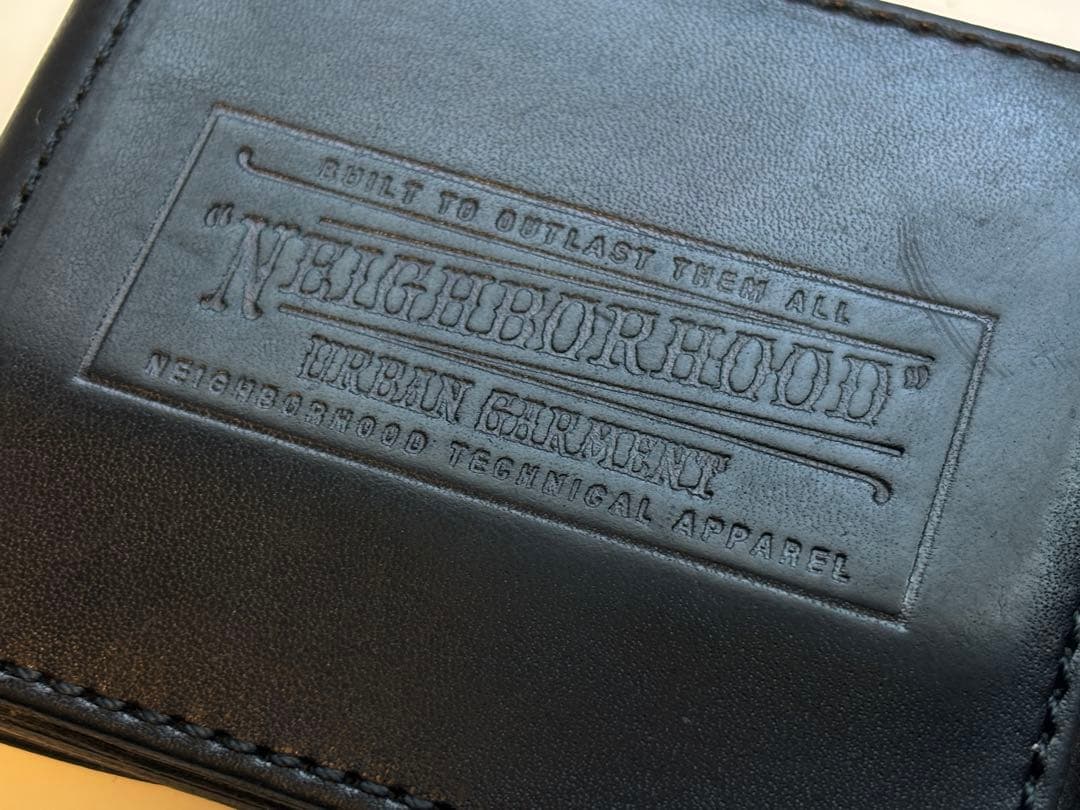 BUILT TO OUTLAST THEM ALL
"NEIGHBORHOOD"
URBAN GARMENT
NEIGHBORHOOD TECHNICAL APPAREL